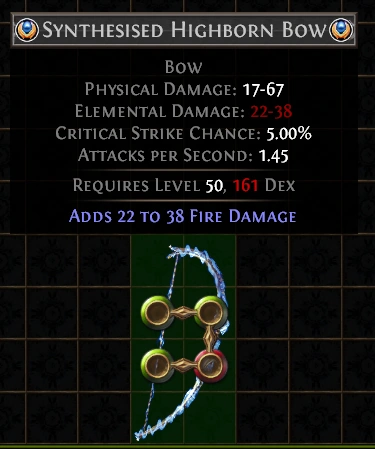 Synthesised Highborn Bow
Bow
Physical Damage: 17-67
Elemental Damage: 22-38
Critical Strike Chance: 5.00%
Attacks per Second: 1.45
Requires Level 50, 161 Dex
Adds 22 to 38 Fire Damage